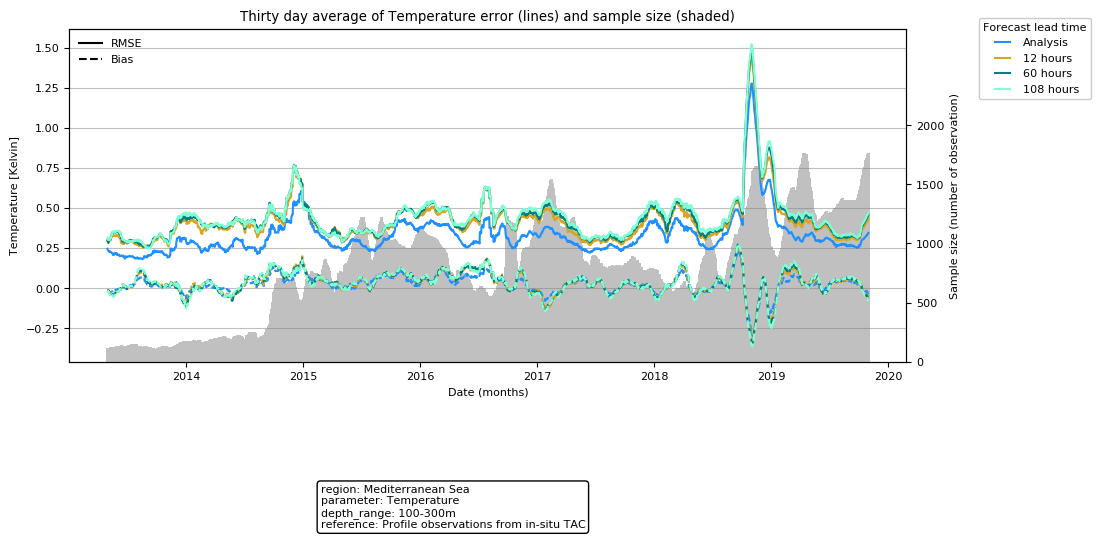 Thirty day average of Temperature error (lines) and sample size (shaded)
Forecast lead time
Analysis
12 hours
60 hours
108 hours
RMSE
Bias
Temperature [Kelvin]
1.50
1.25
1.00
0.75
0.50
0.25
0.00
−0.25
Sample size (number of observation)
2000
1500
1000
500
0
2014
2015
2016
2017
2018
2019
2020
Date (months)
region: Mediterranean Sea
parameter: Temperature
depth_range: 100-300m
reference: Profile observations from in-situ TAC